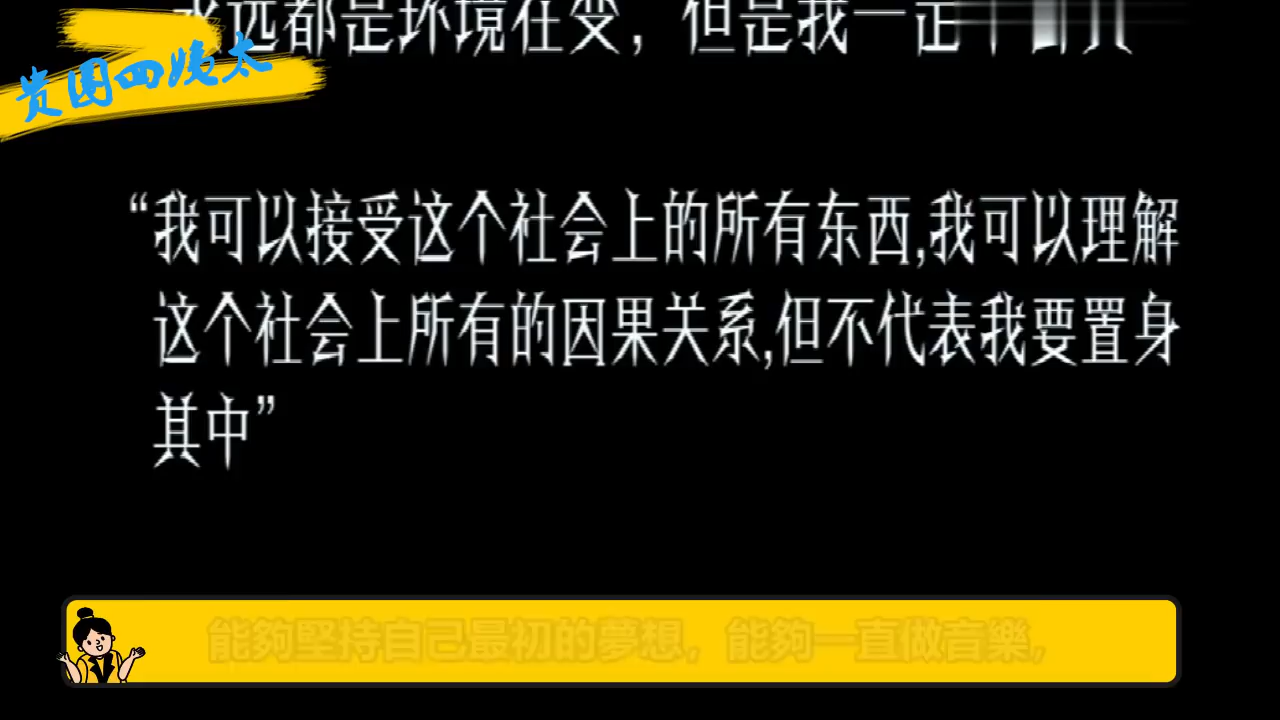 永远都是环境在变，但是我一定
贵圈四姨太
“我可以接受这个社会上的所有东西,我可以理解
这个社会上所有的因果关系,但不代表我要置身
其中”
能夠堅持自己最初的夢想，能夠一直做音樂，